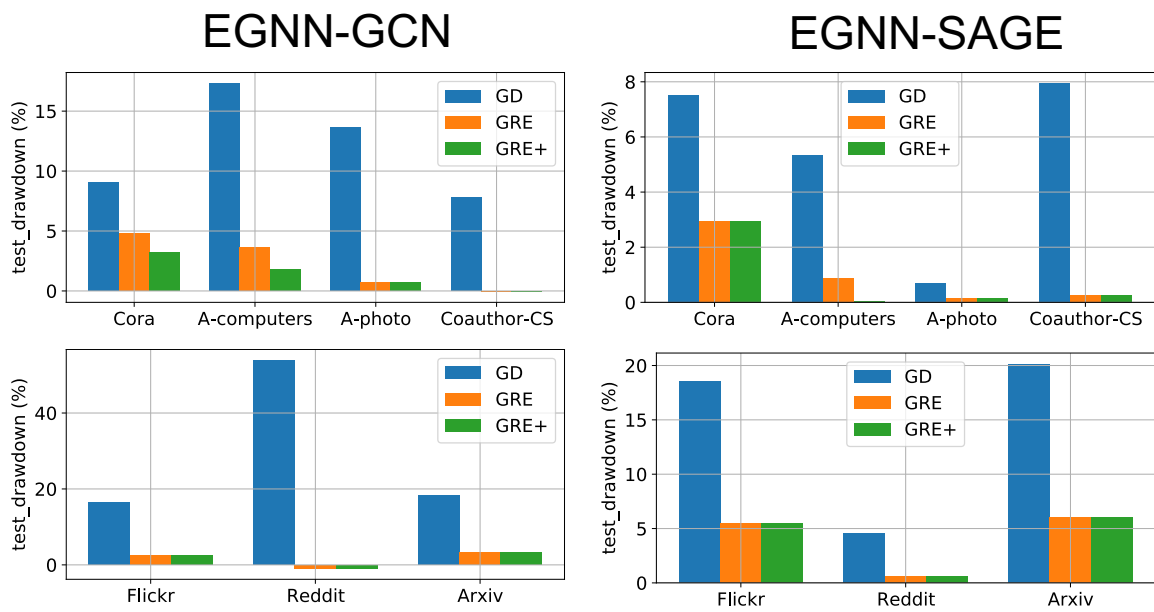 EGNN-GCN
EGNN-SAGE
test_drawdown (%)
15
10
5
0
GD
GRE
GRE+
Cora
A-computers
A-photo
Coauthor-CS
test_drawdown (%)
8
6
4
2
0
GD
GRE
GRE+
Cora
A-computers
A-photo
Coauthor-CS
test_drawdown (%)
40
20
0
GD
GRE
GRE+
Flickr
Reddit
Arxiv
test_drawdown (%)
20
15
10
5
0
GD
GRE
GRE+
Flickr
Reddit
Arxiv